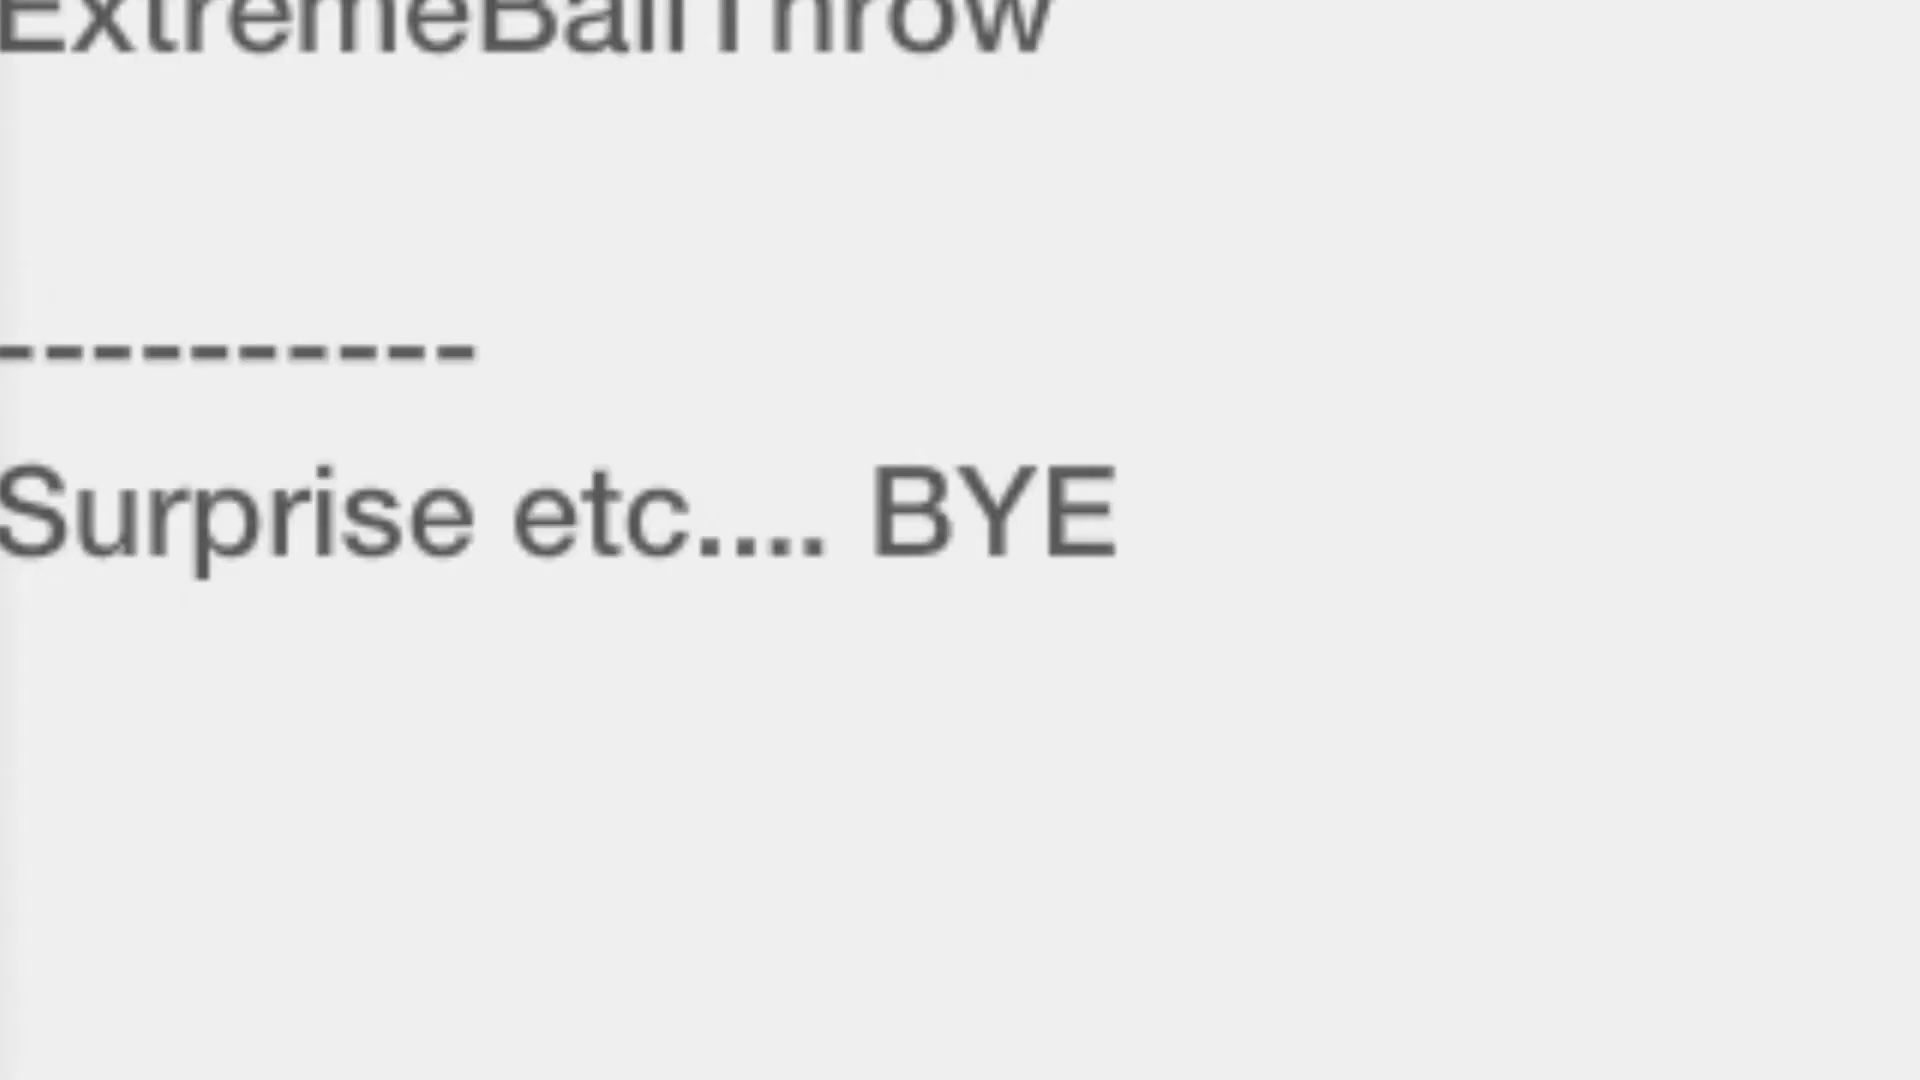 ExtremeBallThrow
----------
Surprise etc.... BYE